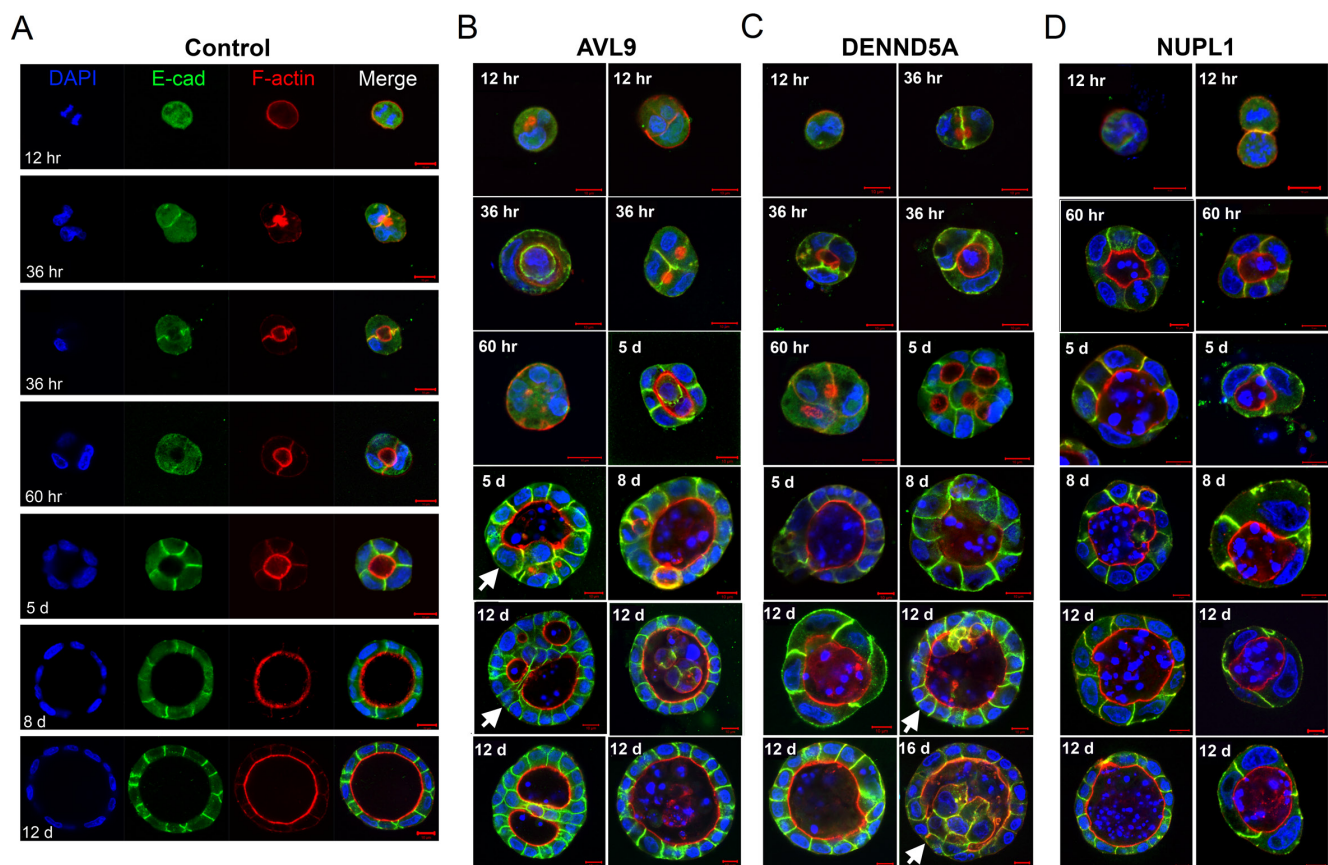 A
Control
DAPI E-cad F-actin Merge
12 hr
36 hr
36 hr
60 hr
5 d
8 d
12 d
B
AVL9
12 hr 12 hr
36 hr 36 hr
60 hr 5 d
5 d 8 d
12 d 12 d
12 d 12 d
C
DENND5A
12 hr 36 hr
36 hr 36 hr
60 hr 5 d
5 d 8 d
12 d 12 d
12 d 16 d
D
NUPL1
12 hr 12 hr
60 hr 60 hr
5 d 5 d
8 d 8 d
12 d 12 d
12 d 12 d